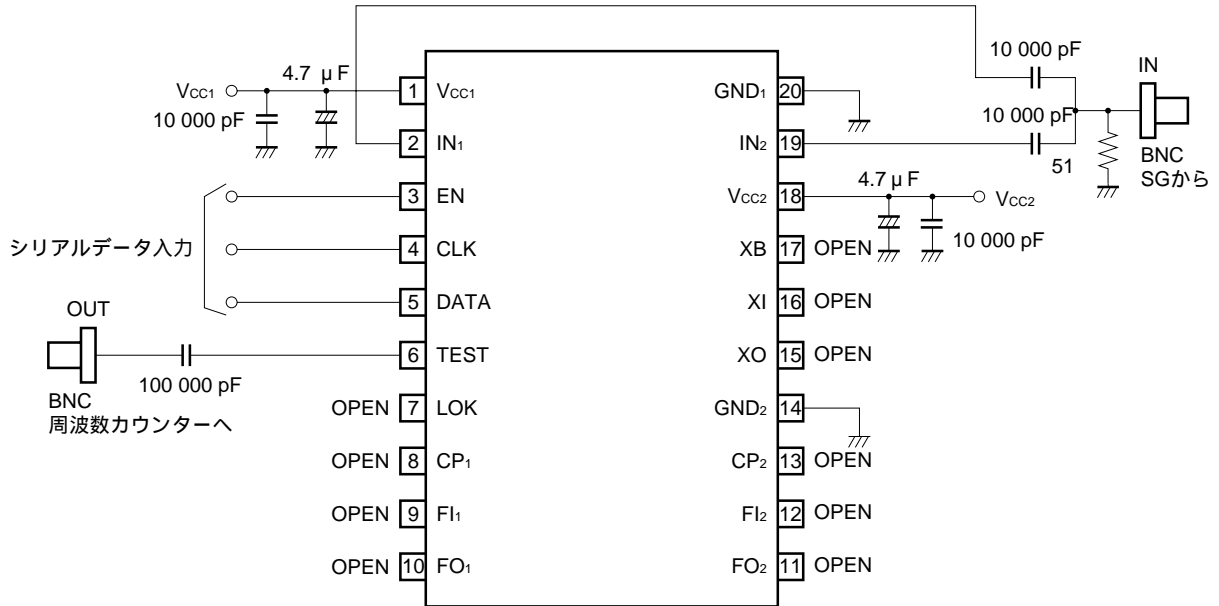 10 000 pF
IN
4.7 μF
VCC1
10 000 pF
1 VCC1
GND1 20
10 000 pF
2 IN1
IN2 19
51
BNC
SGから
3 EN
VCC2 18
4.7 μF
VCC2
10 000 pF
シリアルデータ入力
4 CLK
XB 17 OPEN
5 DATA
XI 16 OPEN
OUT
6 TEST
XO 15 OPEN
100 000 pF
BNC
周波数カウンターへ
OPEN 7 LOK
GND2 14
OPEN 8 CP1
CP2 13 OPEN
OPEN 9 FI1
FI2 12 OPEN
OPEN 10 FO1
FO2 11 OPEN